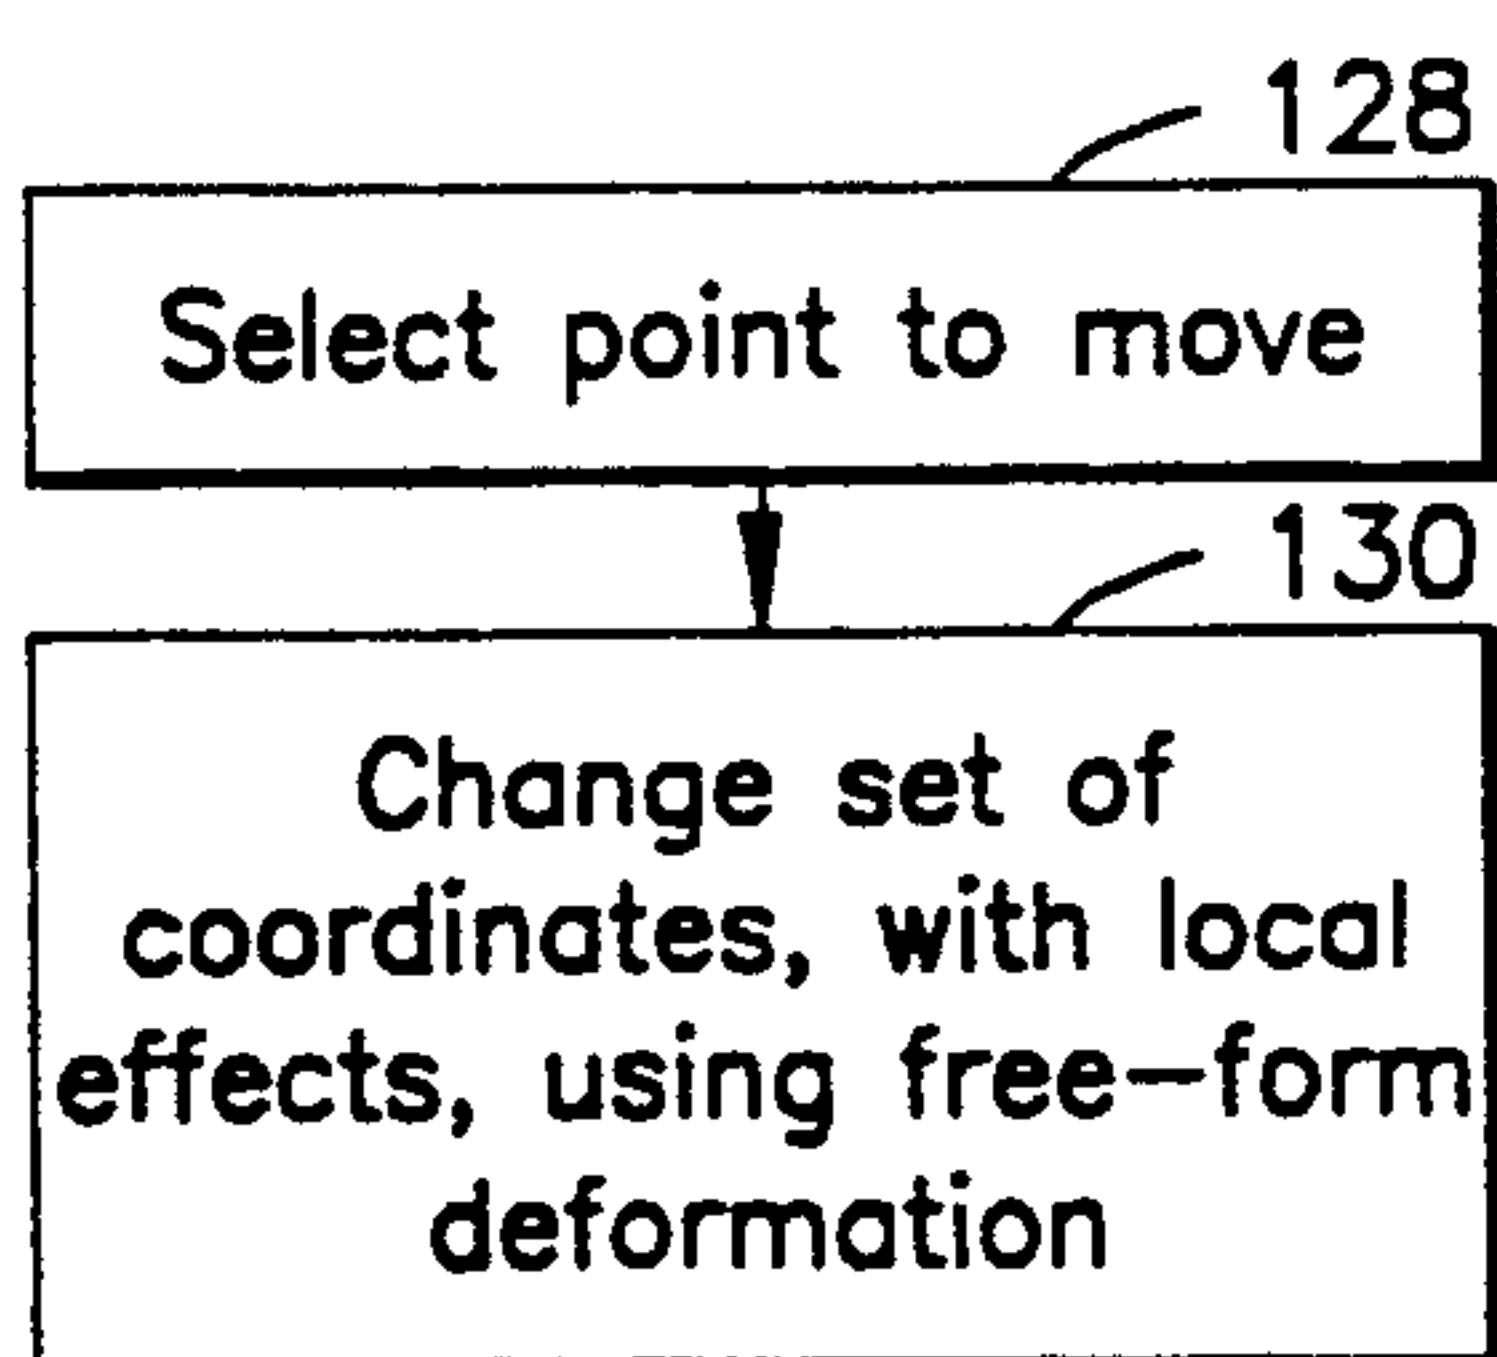 128
Select point to move
130
Change set of
coordinates, with local
effects, using free-form
deformation